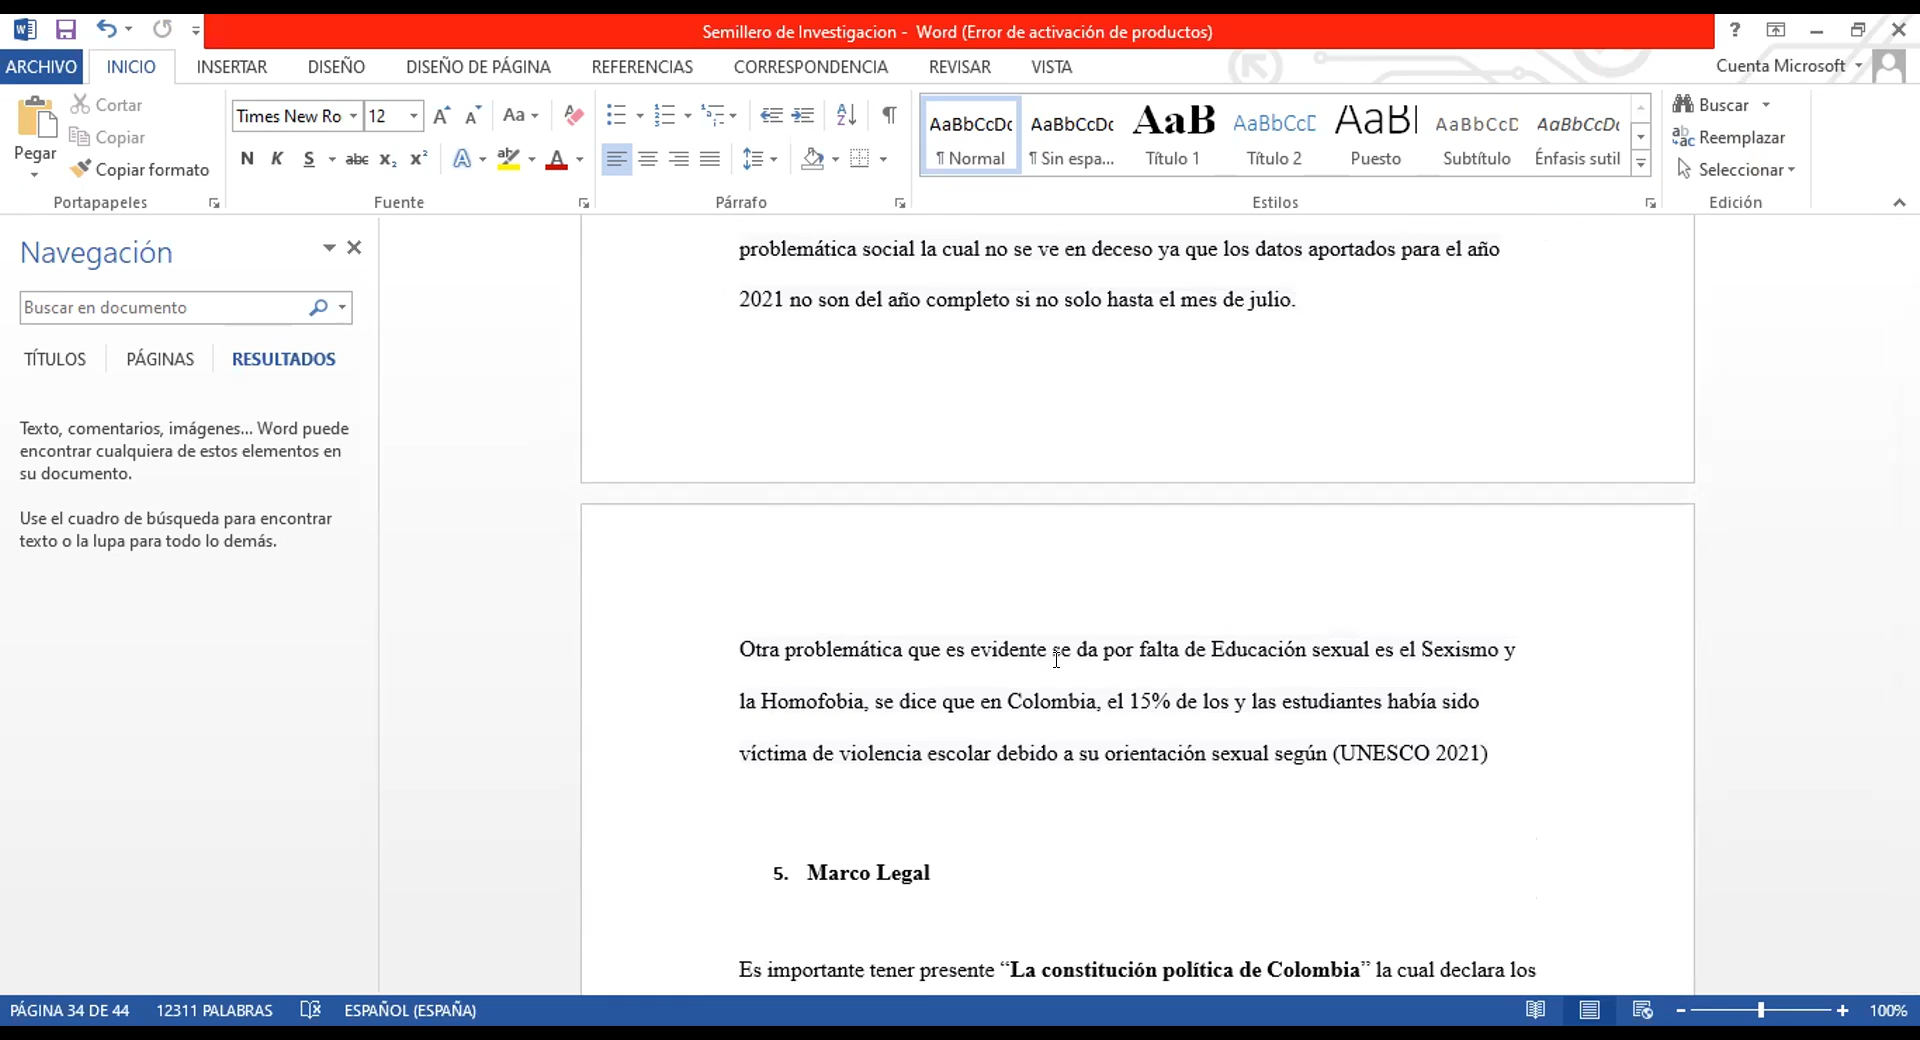 Semillero de Investigacion - Word (Error de activación de productos)
?
ARCHIVO INICIO INSERTAR DISEÑO DISEÑO DE PÁGINA REFERENCIAS CORRESPONDENCIA REVISAR VISTA Cuenta Microsoft
Pegar
Cortar
Copiar
Copiar formato
Portapapeles
Times New Ro 12 Aa
N K S abc x₂ x² A ab A
Fuente
Párrafo
AaBbCcDc AaBbCcDc AaB AaBbCcD AaBl AaBbCcD AaBbCcDc
¶ Normal ¶ Sin espa... Título 1 Título 2 Puesto Subtítulo Énfasis sutil
Estilos
Buscar
Reemplazar
Seleccionar
Edición
Navegación
Buscar en documento
TÍTULOS PÁGINAS RESULTADOS
Texto, comentarios, imágenes... Word puede
encontrar cualquiera de estos elementos en
su documento.
Use el cuadro de búsqueda para encontrar
texto o la lupa para todo lo demás.
problemática social la cual no se ve en deceso ya que los datos aportados para el año
2021 no son del año completo si no solo hasta el mes de julio.
Otra problemática que es evidente se da por falta de Educación sexual es el Sexismo y
la Homofobia, se dice que en Colombia, el 15% de los y las estudiantes había sido
víctima de violencia escolar debido a su orientación sexual según (UNESCO 2021)
5. Marco Legal
Es importante tener presente “La constitución política de Colombia” la cual declara los
PÁGINA 34 DE 44 12311 PALABRAS ESPAÑOL (ESPAÑA) 100%